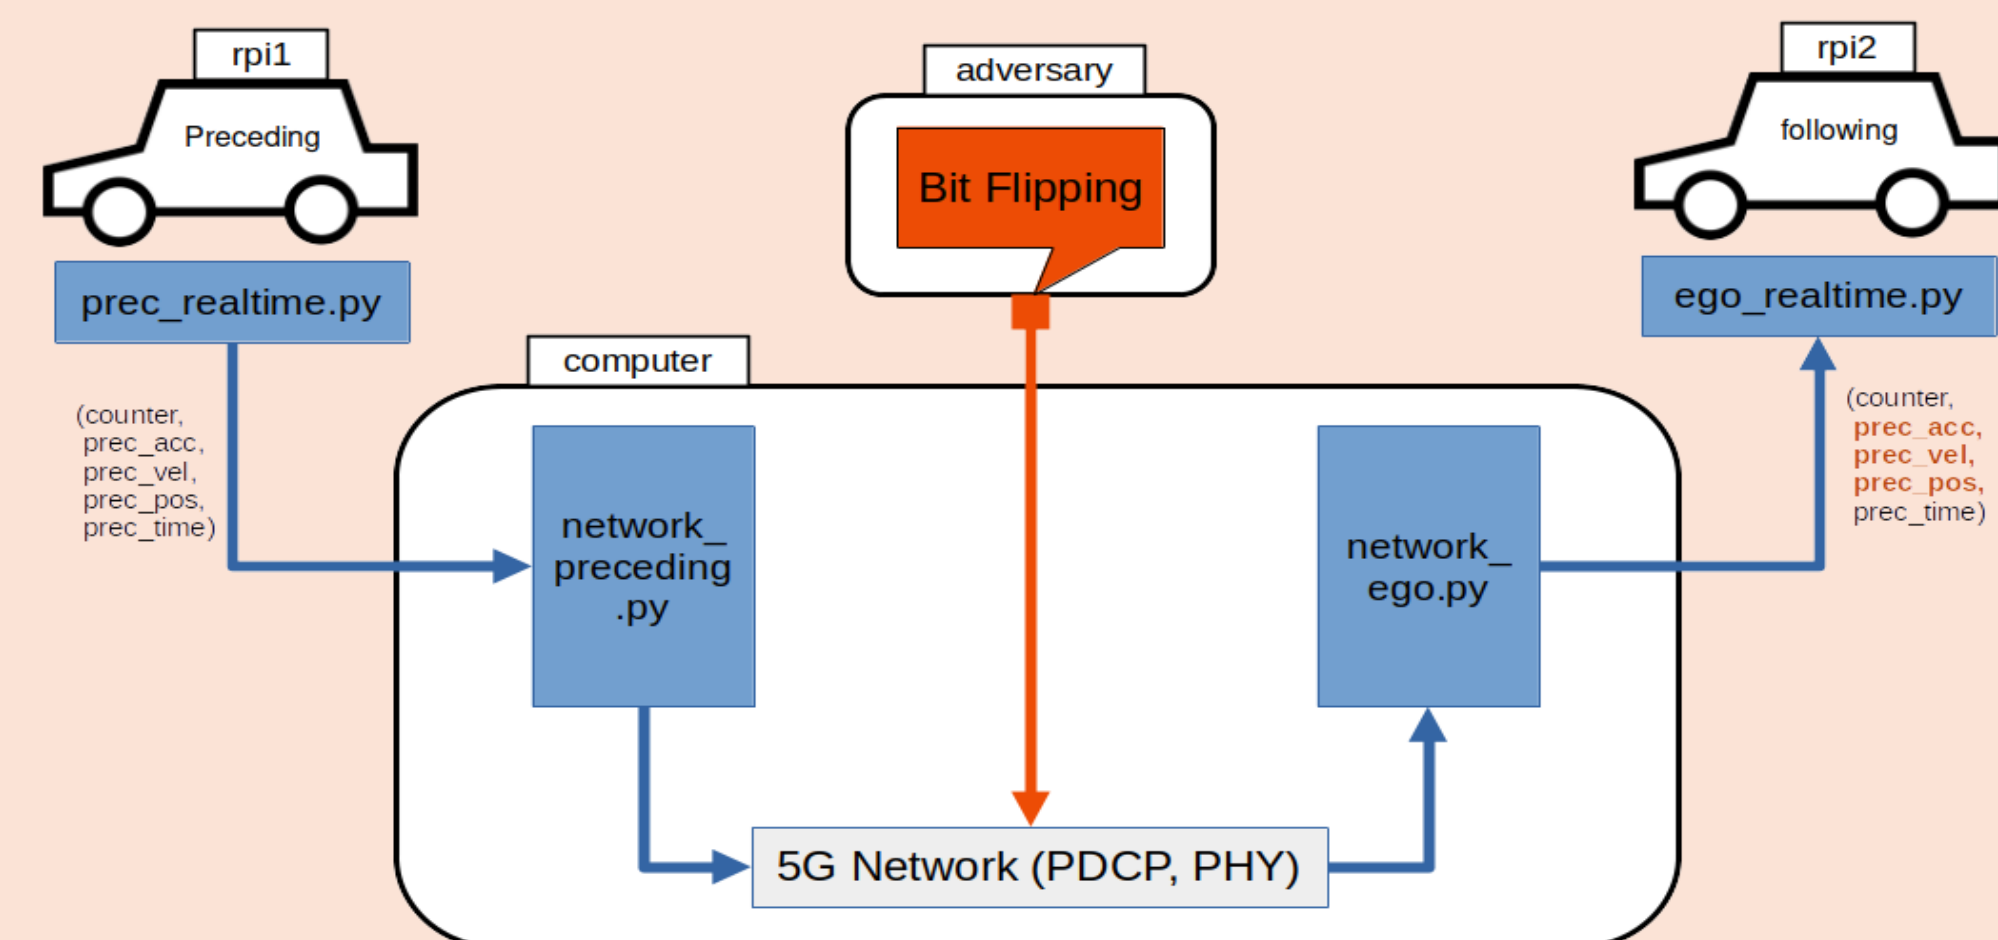 rpi1
Preceding
prec_realtime.py
(counter,
prec_acc,
prec_vel,
prec_pos,
prec_time)
adversary
Bit Flipping
computer
network_
preceding
.py
5G Network (PDCP, PHY)
network_
ego.py
rpi2
following
ego_realtime.py
(counter,
prec_acc,
prec_vel,
prec_pos,
prec_time)